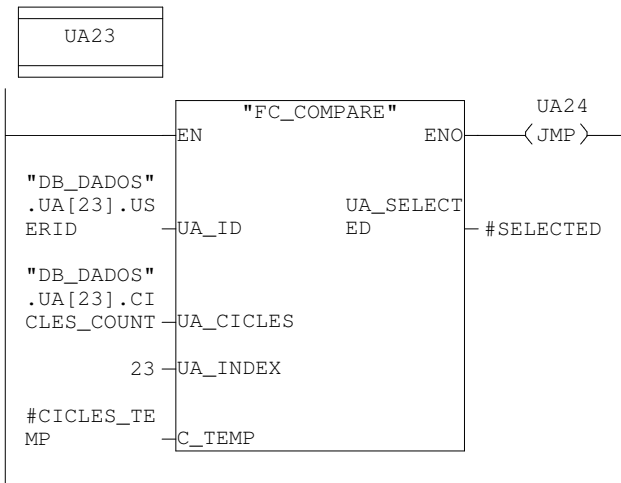 UA23
"FC_COMPARE"
UA24
EN
ENO
JMP
"DB_DADOS"
.UA[23].US
ERID
UA_ID
UA_SELECT
ED
#SELECTED
"DB_DADOS"
.UA[23].CI
CLES_COUNT
UA_CICLES
23
UA_INDEX
#CICLES_TE
MP
C_TEMP